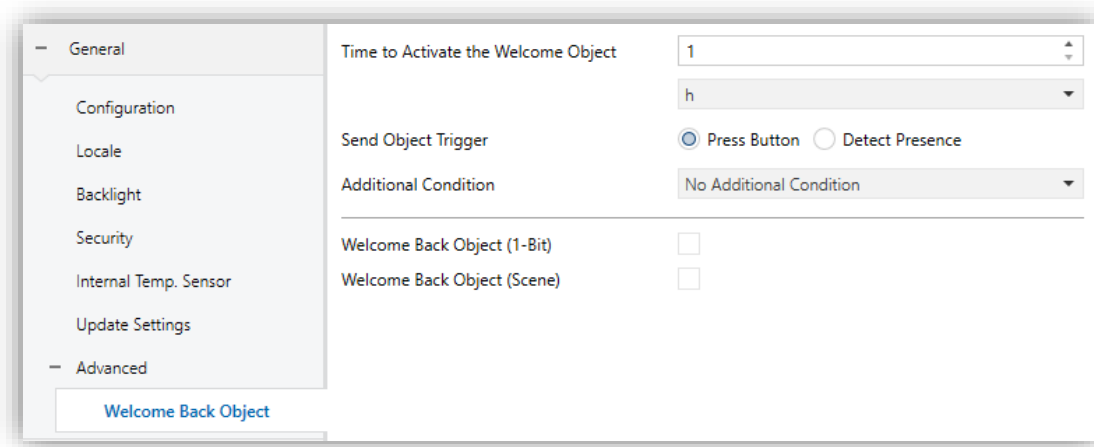 General
Configuration
Locale
Backlight
Security
Internal Temp. Sensor
Update Settings
Advanced
Welcome Back Object
Time to Activate the Welcome Object
1
h
Send Object Trigger
Press Button
Detect Presence
Additional Condition
No Additional Condition
Welcome Back Object (1-Bit)
Welcome Back Object (Scene)